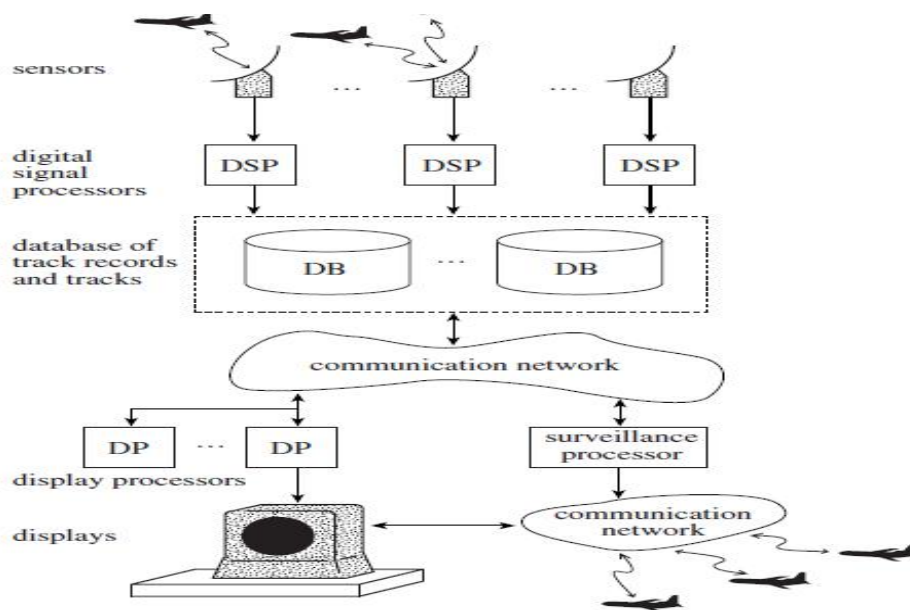 sensors
... ...
digital
signal
processors
DSP DSP DSP
database of
track records
and tracks
DB ... DB
communication network
DP ... DP
surveillance
processor
display processors
displays
communication
network